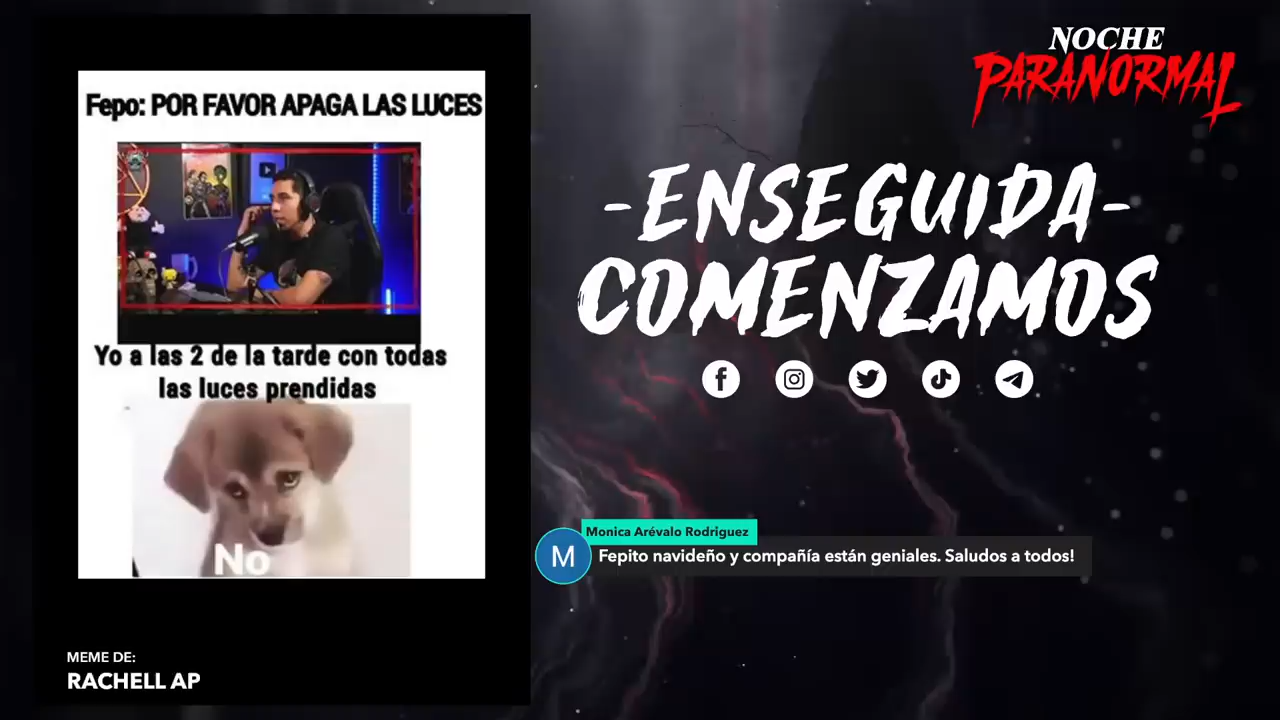 Fepo: POR FAVOR APAGA LAS LUCES
Yo a las 2 de la tarde con todas
las luces prendidas
No
MEME DE:
RACHELL AP
NOCHE
PARANORMAL
-ENSEGUIDA-
COMENZAMOS
Monica Arévalo Rodriguez
M
Fepito navideño y compañía están geniales. Saludos a todos!